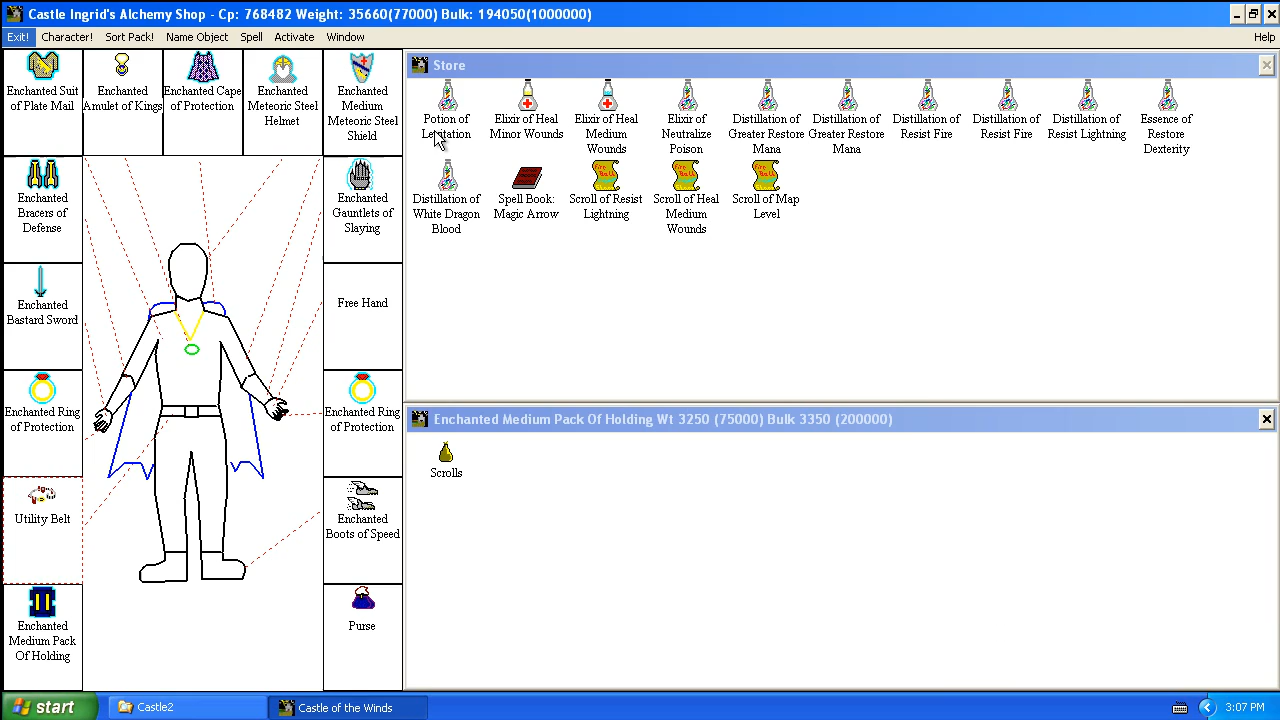 Castle Ingrid's Alchemy Shop - Cp: 768482 Weight: 35660(77000) Bulk: 194050(1000000)
Exit! Character! Sort Pack! Name Object Spell Activate Window Help
Enchanted Suit of Plate Mail
Enchanted Amulet of Kings
Enchanted Cape of Protection
Enchanted Meteoric Steel Helmet
Enchanted Medium Meteoric Steel Shield
Enchanted Bracers of Defense
Enchanted Gauntlets of Slaying
Enchanted Bastard Sword
Free Hand
Enchanted Ring of Protection
Enchanted Ring of Protection
Utility Belt
Enchanted Boots of Speed
Enchanted Medium Pack Of Holding
Purse
Store
Potion of Levitation
Elixir of Heal Minor Wounds
Elixir of Heal Medium Wounds
Elixir of Neutralize Poison
Distillation of Greater Restore Mana
Distillation of Greater Restore Mana
Distillation of Resist Fire
Distillation of Resist Fire
Distillation of Resist Lightning
Essence of Restore Dexterity
Distillation of White Dragon Blood
Spell Book: Magic Arrow
Scroll of Resist Lightning
Scroll of Heal Medium Wounds
Scroll of Map Level
Enchanted Medium Pack Of Holding Wt 3250 (75000) Bulk 3350 (200000)
Scrolls
start
Castle2
Castle of the Winds
3:07 PM